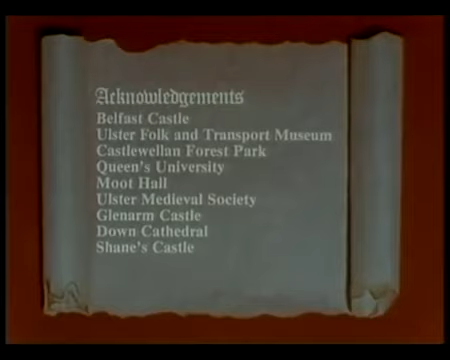 Acknowledgements
Belfast Castle
Ulster Folk and Transport Museum
Castlewellan Forest Park
Queen's University
Moot Hall
Ulster Medieval Society
Glenarm Castle
Down Cathedral
Shane's Castle